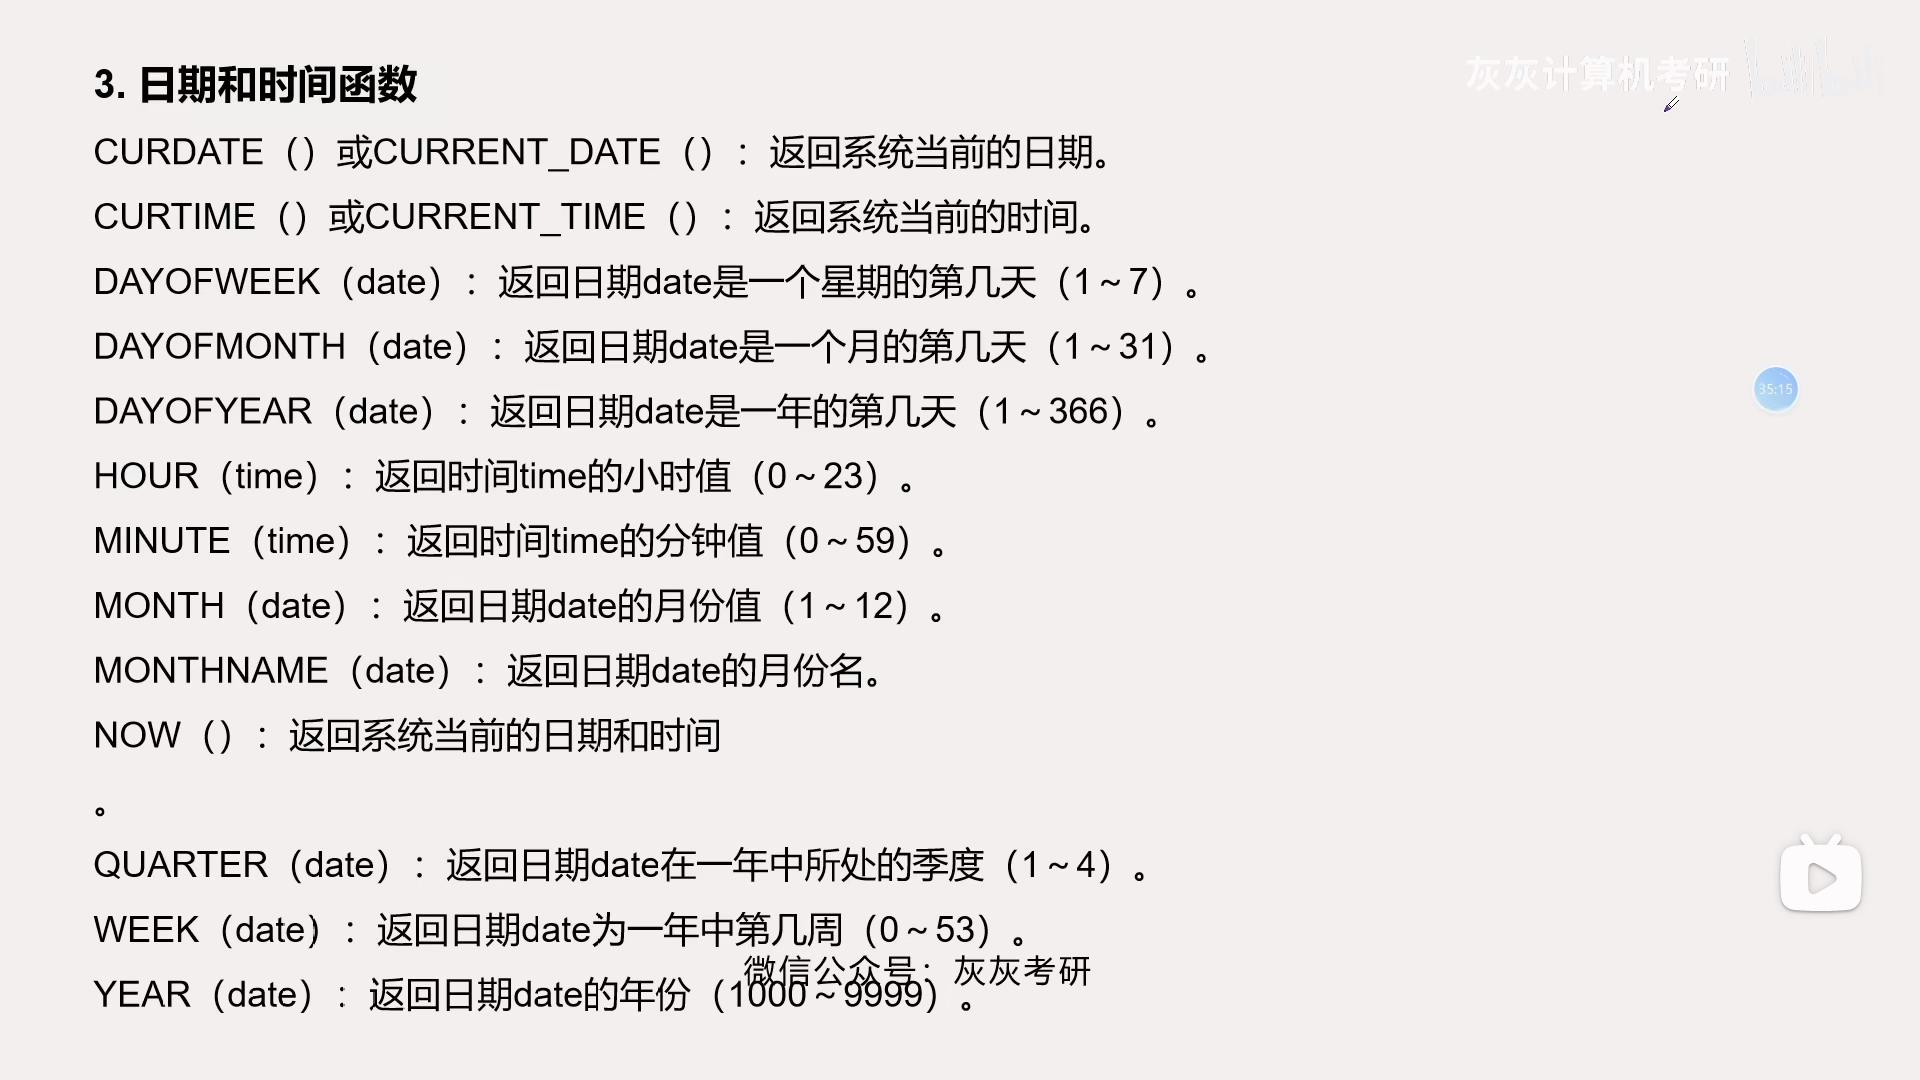 3. 日期和时间函数
灰灰计算机考研
CURDATE（）或CURRENT_DATE（）：返回系统当前的日期。
CURTIME（）或CURRENT_TIME（）：返回系统当前的时间。
DAYOFWEEK（date）：返回日期date是一个星期的第几天（1～7）。
DAYOFMONTH（date）：返回日期date是一个月的第几天（1～31）。
35:15
DAYOFYEAR（date）：返回日期date是一年的第几天（1～366）。
HOUR（time）：返回时间time的小时值（0～23）。
MINUTE（time）：返回时间time的分钟值（0～59）。
MONTH（date）：返回日期date的月份值（1～12）。
MONTHNAME（date）：返回日期date的月份名。
NOW（）：返回系统当前的日期和时间
。
QUARTER（date）：返回日期date在一年中所处的季度（1～4）。
WEEK（date）：返回日期date为一年中第几周（0～53）。
微信公众号：灰灰考研
YEAR（date）：返回日期date的年份（1000～9999）。